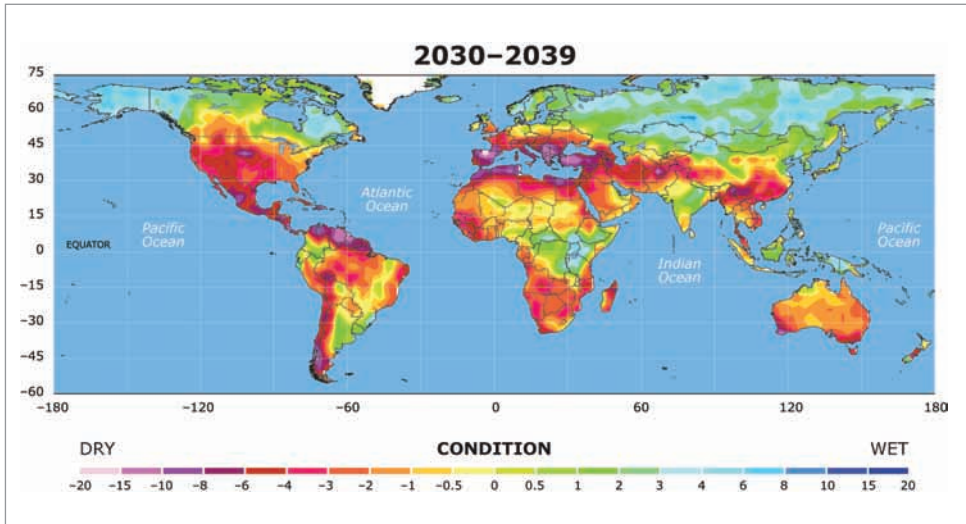 2030–2039
75
60
45
30
15
0
–15
–30
–45
–60
EQUATOR
Pacific
Ocean
Atlantic
Ocean
Indian
Ocean
Pacific
Ocean
–180 –120 –60 0 60 120 180
DRY CONDITION WET
–20 –15 –10 –8 –6 –4 –3 –2 –1 –0.5 0 0.5 1 2 3 4 6 8 10 15 20